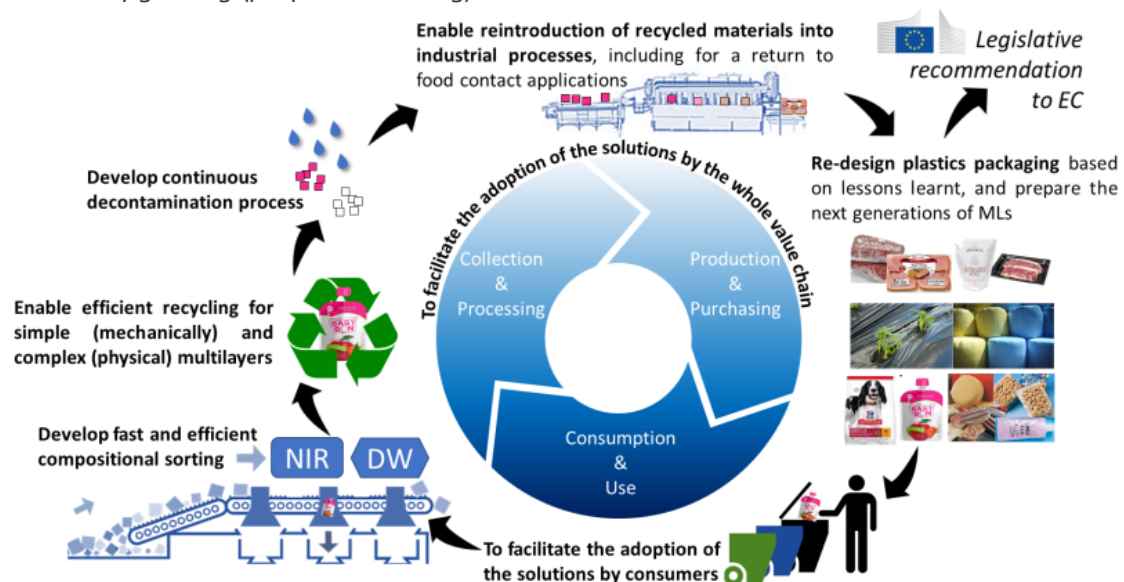 Enable reintroduction of recycled materials into
industrial processes, including for a return to
food contact applications
Legislative
recommendation
to EC
Develop continuous
decontamination process
To facilitate the adoption of the solutions by the whole value chain
Re-design plastics packaging based
on lessons learnt, and prepare the
next generations of MLs
Collection
&
Processing
Production
&
Purchasing
Enable efficient recycling for
simple (mechanically) and
complex (physical) multilayers
Consumption
&
Use
Develop fast and efficient
compositional sorting
NIR
DW
To facilitate the adoption of
the solutions by consumers